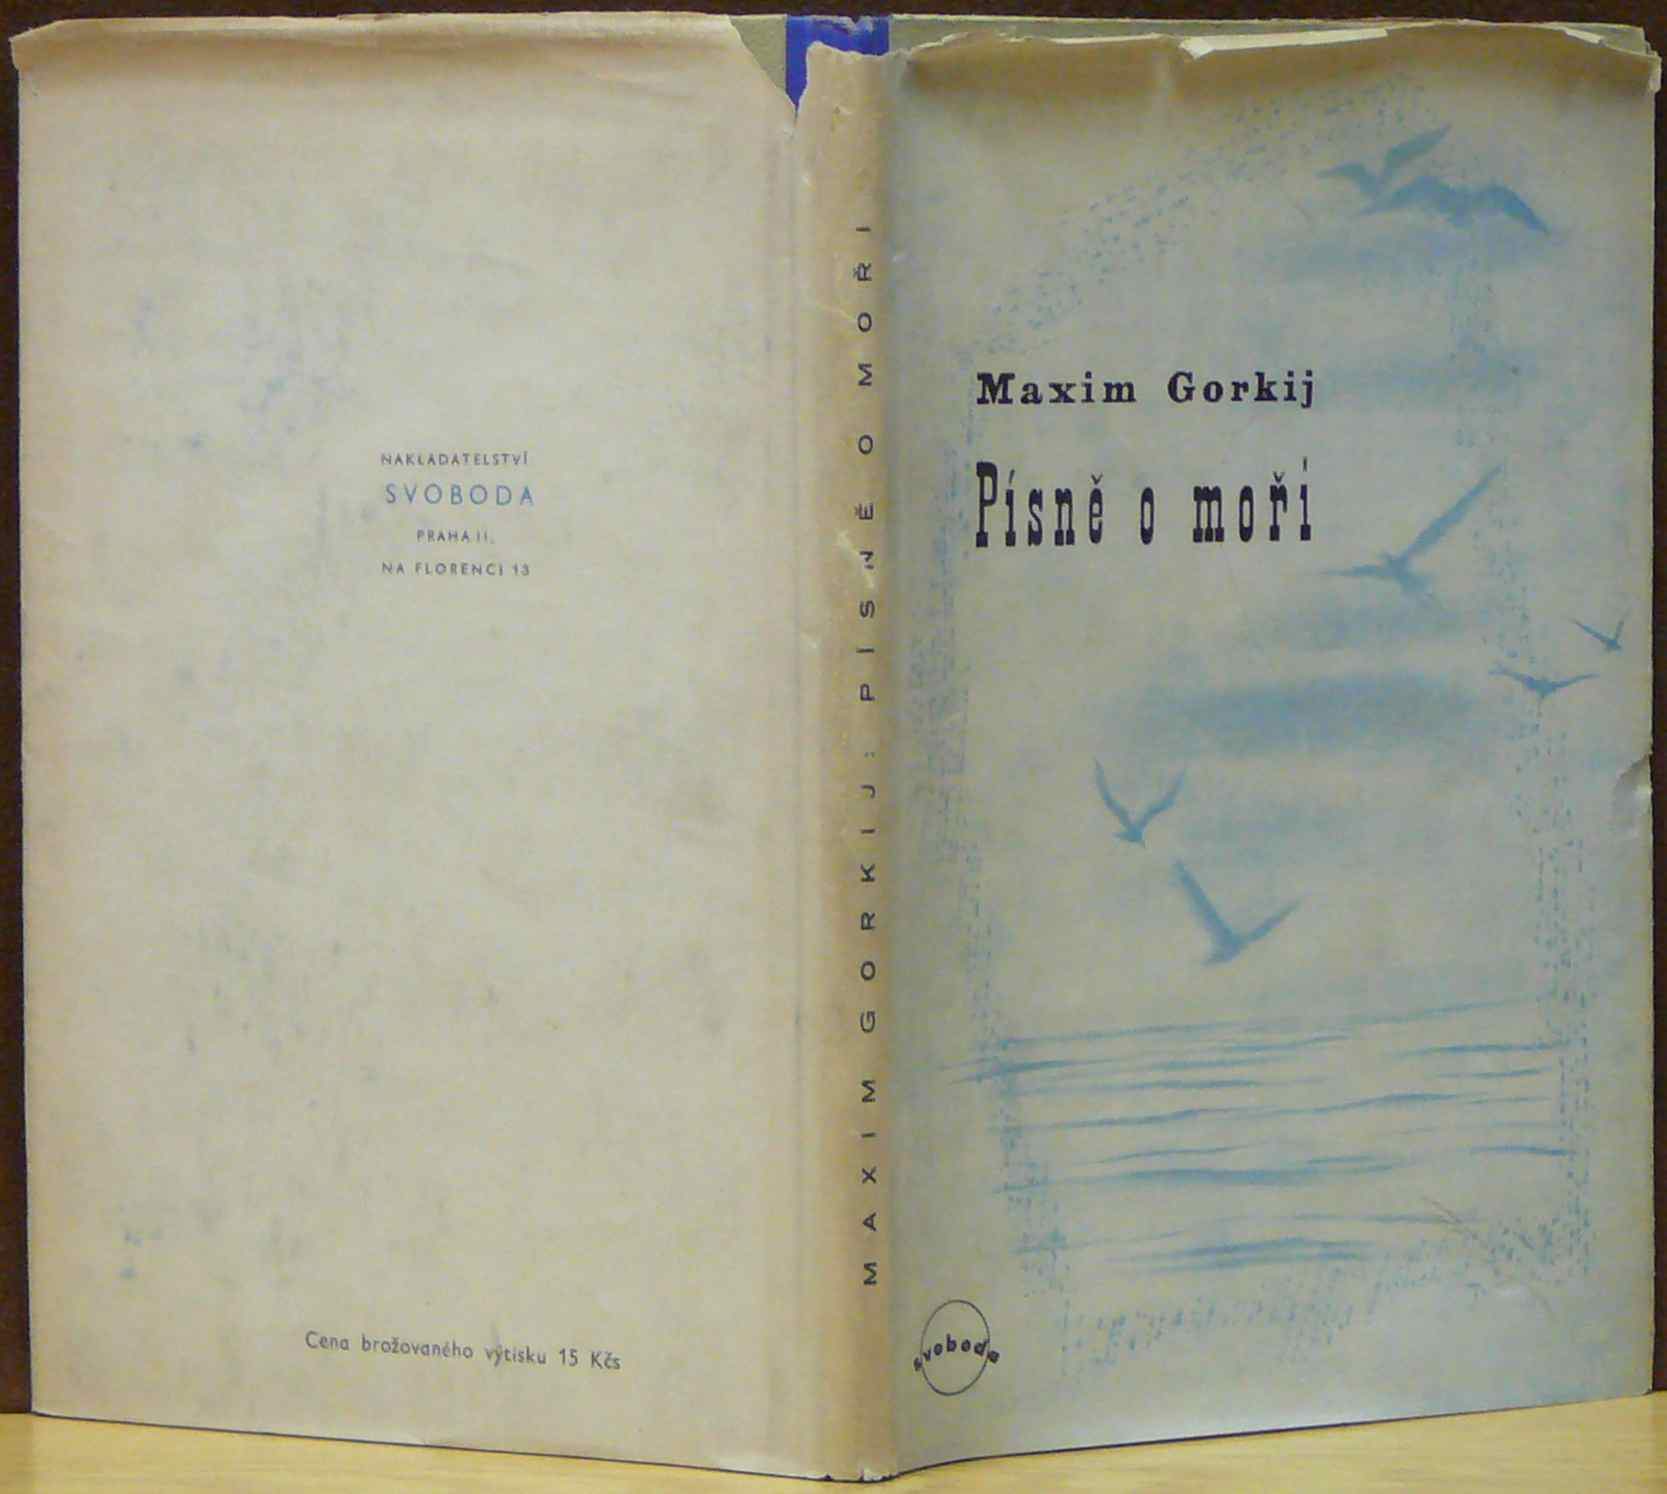 NAKLADATELSTVÍ
SVOBODA
PRAHA II,
NA FLORENCI 13
Cena brožovaného výtisku 15 Kčs
MAXIM GORKIJ: PÍSNĚ O MOŘI
Maxim Gorkij
Písně o moři
svoboda